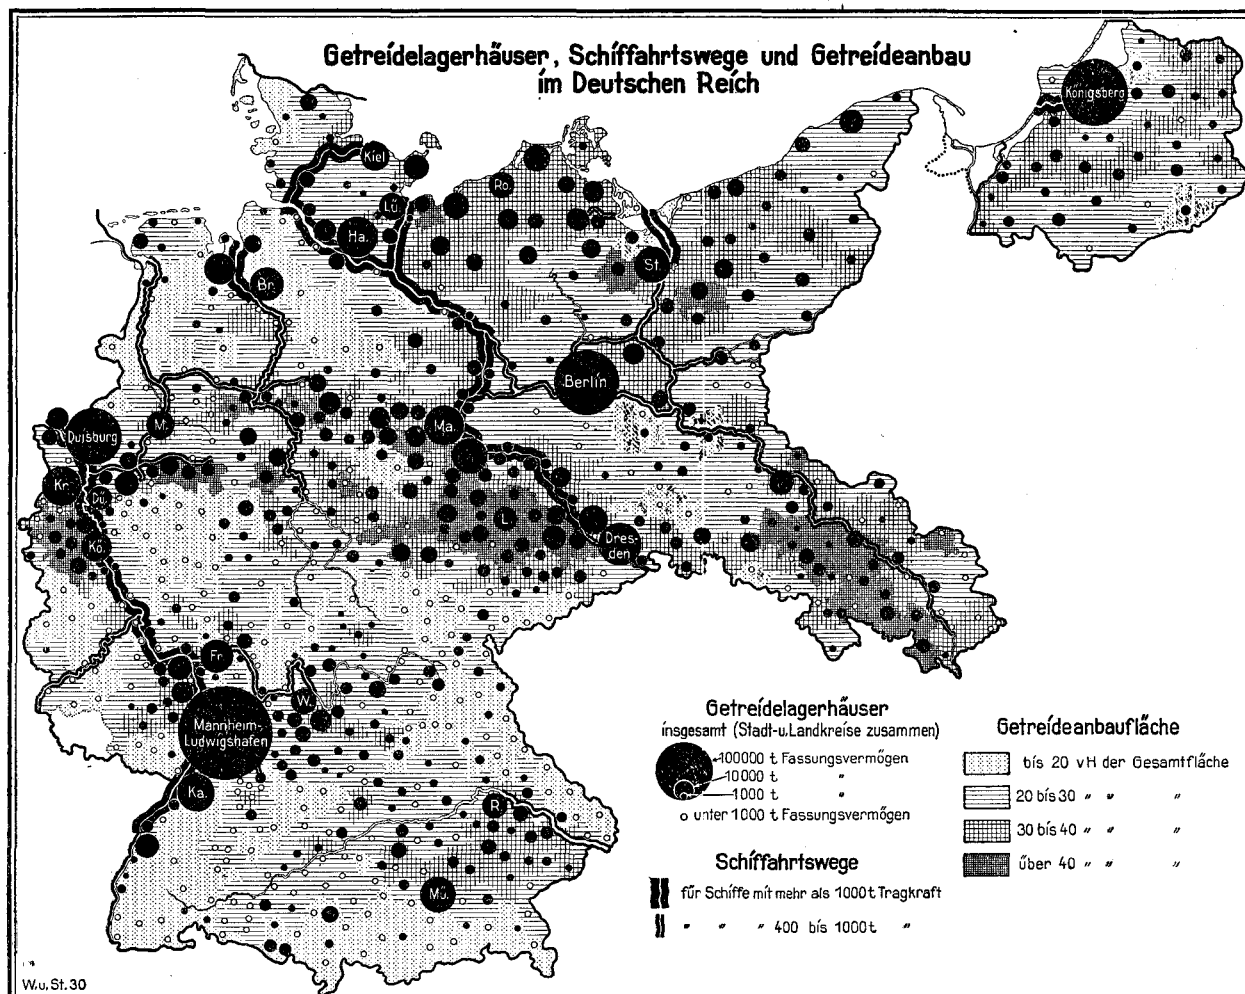 Getreidelagerhäuser, Schiffahrtswege und Getreideanbau
im Deutschen Reich
Königsberg
Kiel
Ro.
Lü.
Ha.
St.
Br.
Berlin
Duisburg
M.
Ma.
Kr.
Dü.
L.
Kö.
Dres-
den
Fr.
W.
Mannheim-
Ludwigshafen
Ka.
R.
Mü.
Getreidelagerhäuser
insgesamt (Stadt-u. Landkreise zusammen)
100000 t Fassungsvermögen
10000 t "
1000 t "
unter 1000 t Fassungsvermögen
Schiffahrtswege
für Schiffe mit mehr als 1000 t Tragkraft
" " " 400 bis 1000 t "
Getreideanbaufläche
bis 20 vH der Gesamtfläche
20 bis 30 " " "
30 bis 40 " " "
über 40 " " "
W.u.St.30